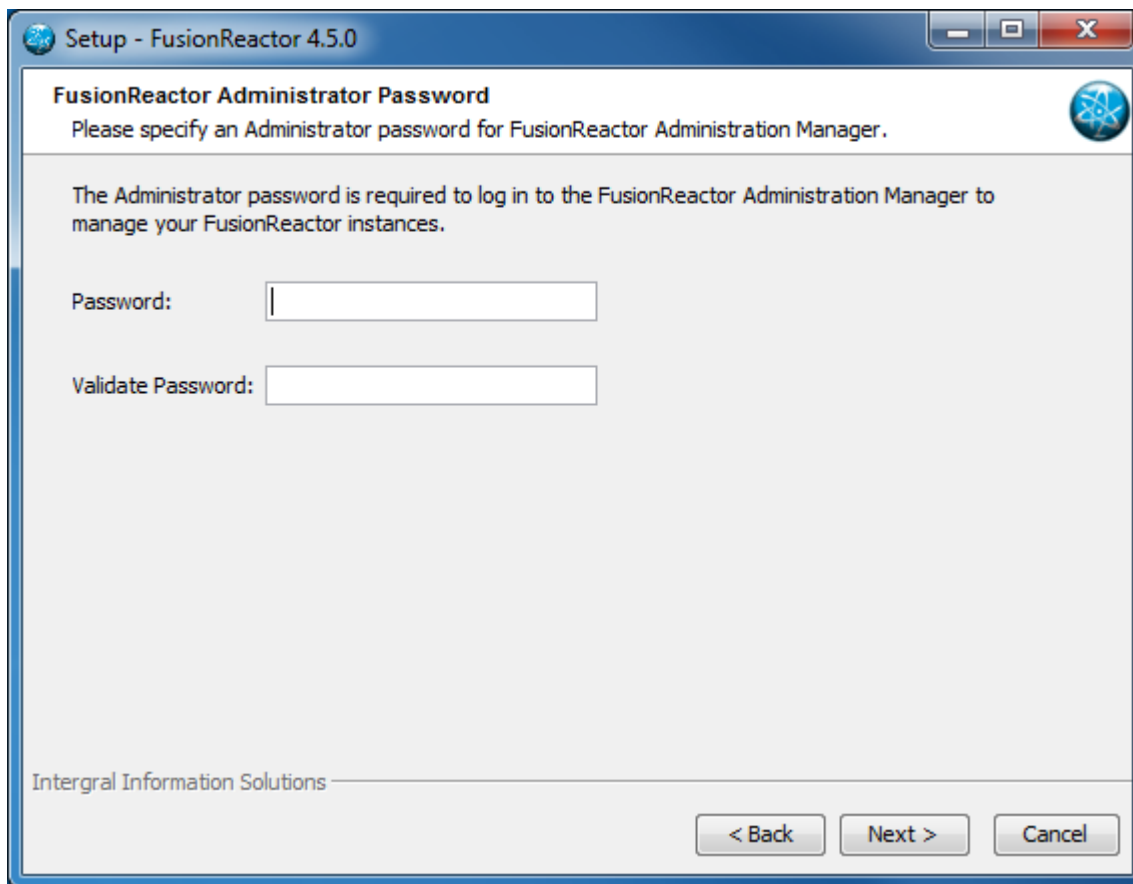 Setup - FusionReactor 4.5.0
FusionReactor Administrator Password
Please specify an Administrator password for FusionReactor Administration Manager.
The Administrator password is required to log in to the FusionReactor Administration Manager to
manage your FusionReactor instances.
Password:
Validate Password:
Intergral Information Solutions
< Back
Next >
Cancel